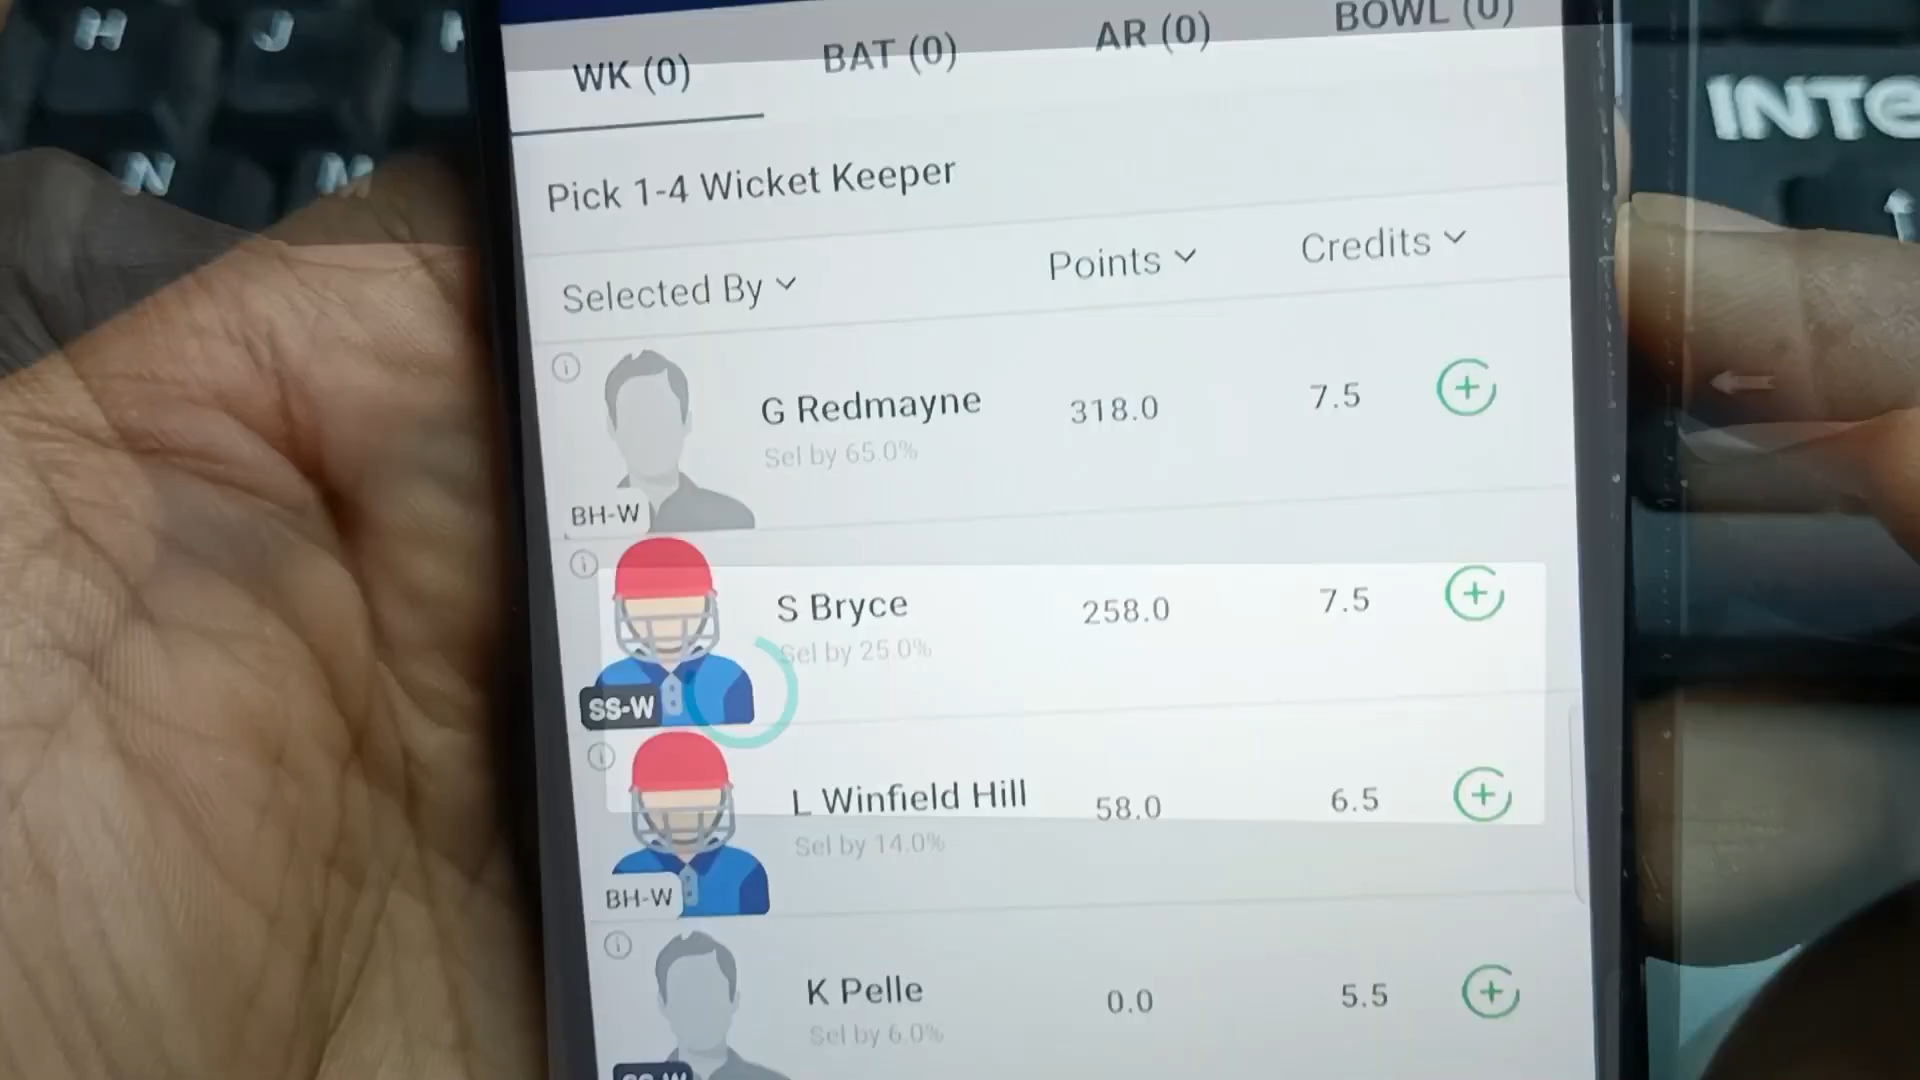 H J
N M
INTE
WK (0) BAT (0) AR (0) BOWL (0)
Pick 1-4 Wicket Keeper
Selected By Points Credits
G Redmayne 318.0 7.5
Sel by 65.0%
BH-W
S Bryce 258.0 7.5
Sel by 25.0%
SS-W
L Winfield Hill 58.0 6.5
Sel by 14.0%
BH-W
K Pelle 0.0 5.5
Sel by 6.0%
SS-W